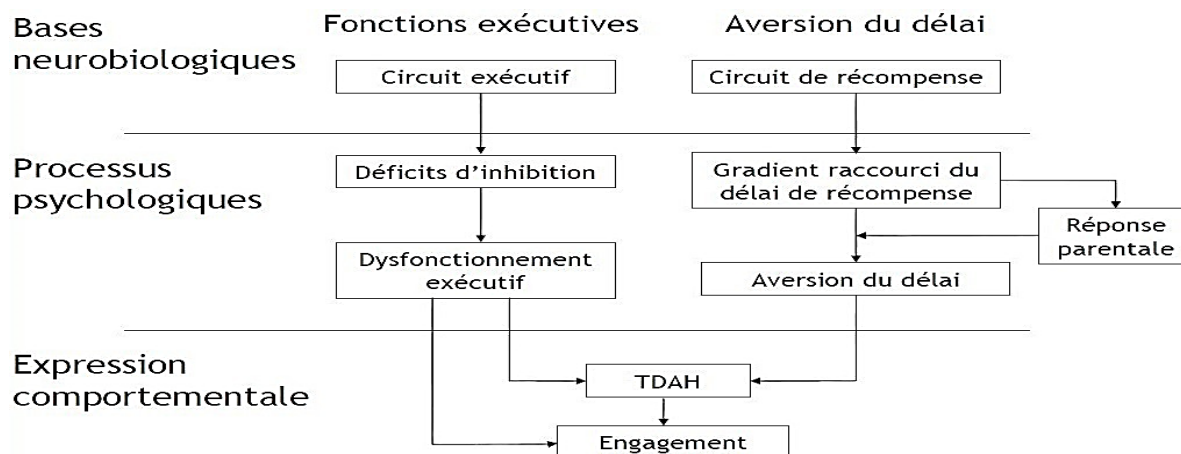 Bases
neurobiologiques
Fonctions exécutives
Aversion du délai
Circuit exécutif
Circuit de récompense
Processus
psychologiques
Déficits d'inhibition
Gradient raccourci du
délai de récompense
Réponse
parentale
Dysfonctionnement
exécutif
Aversion du délai
Expression
comportementale
TDAH
Engagement